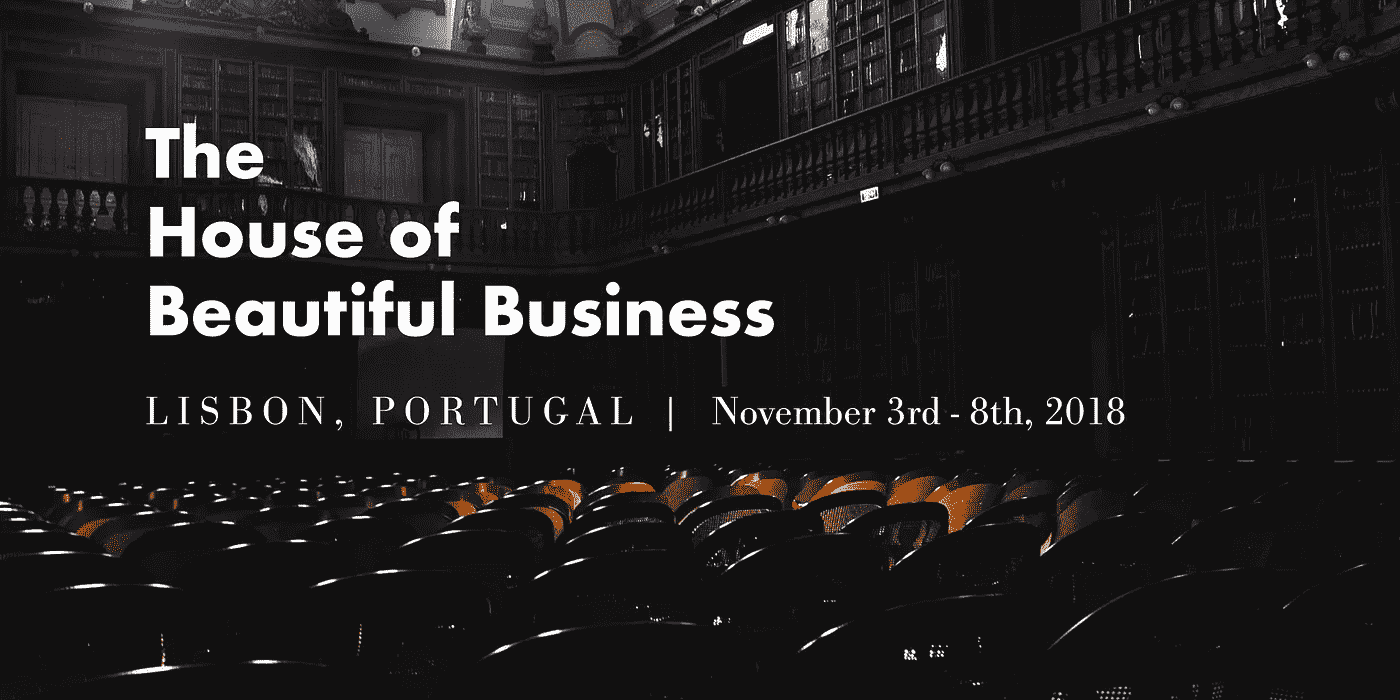 The
House of
Beautiful Business
LISBON, PORTUGAL | November 3rd - 8th, 2018